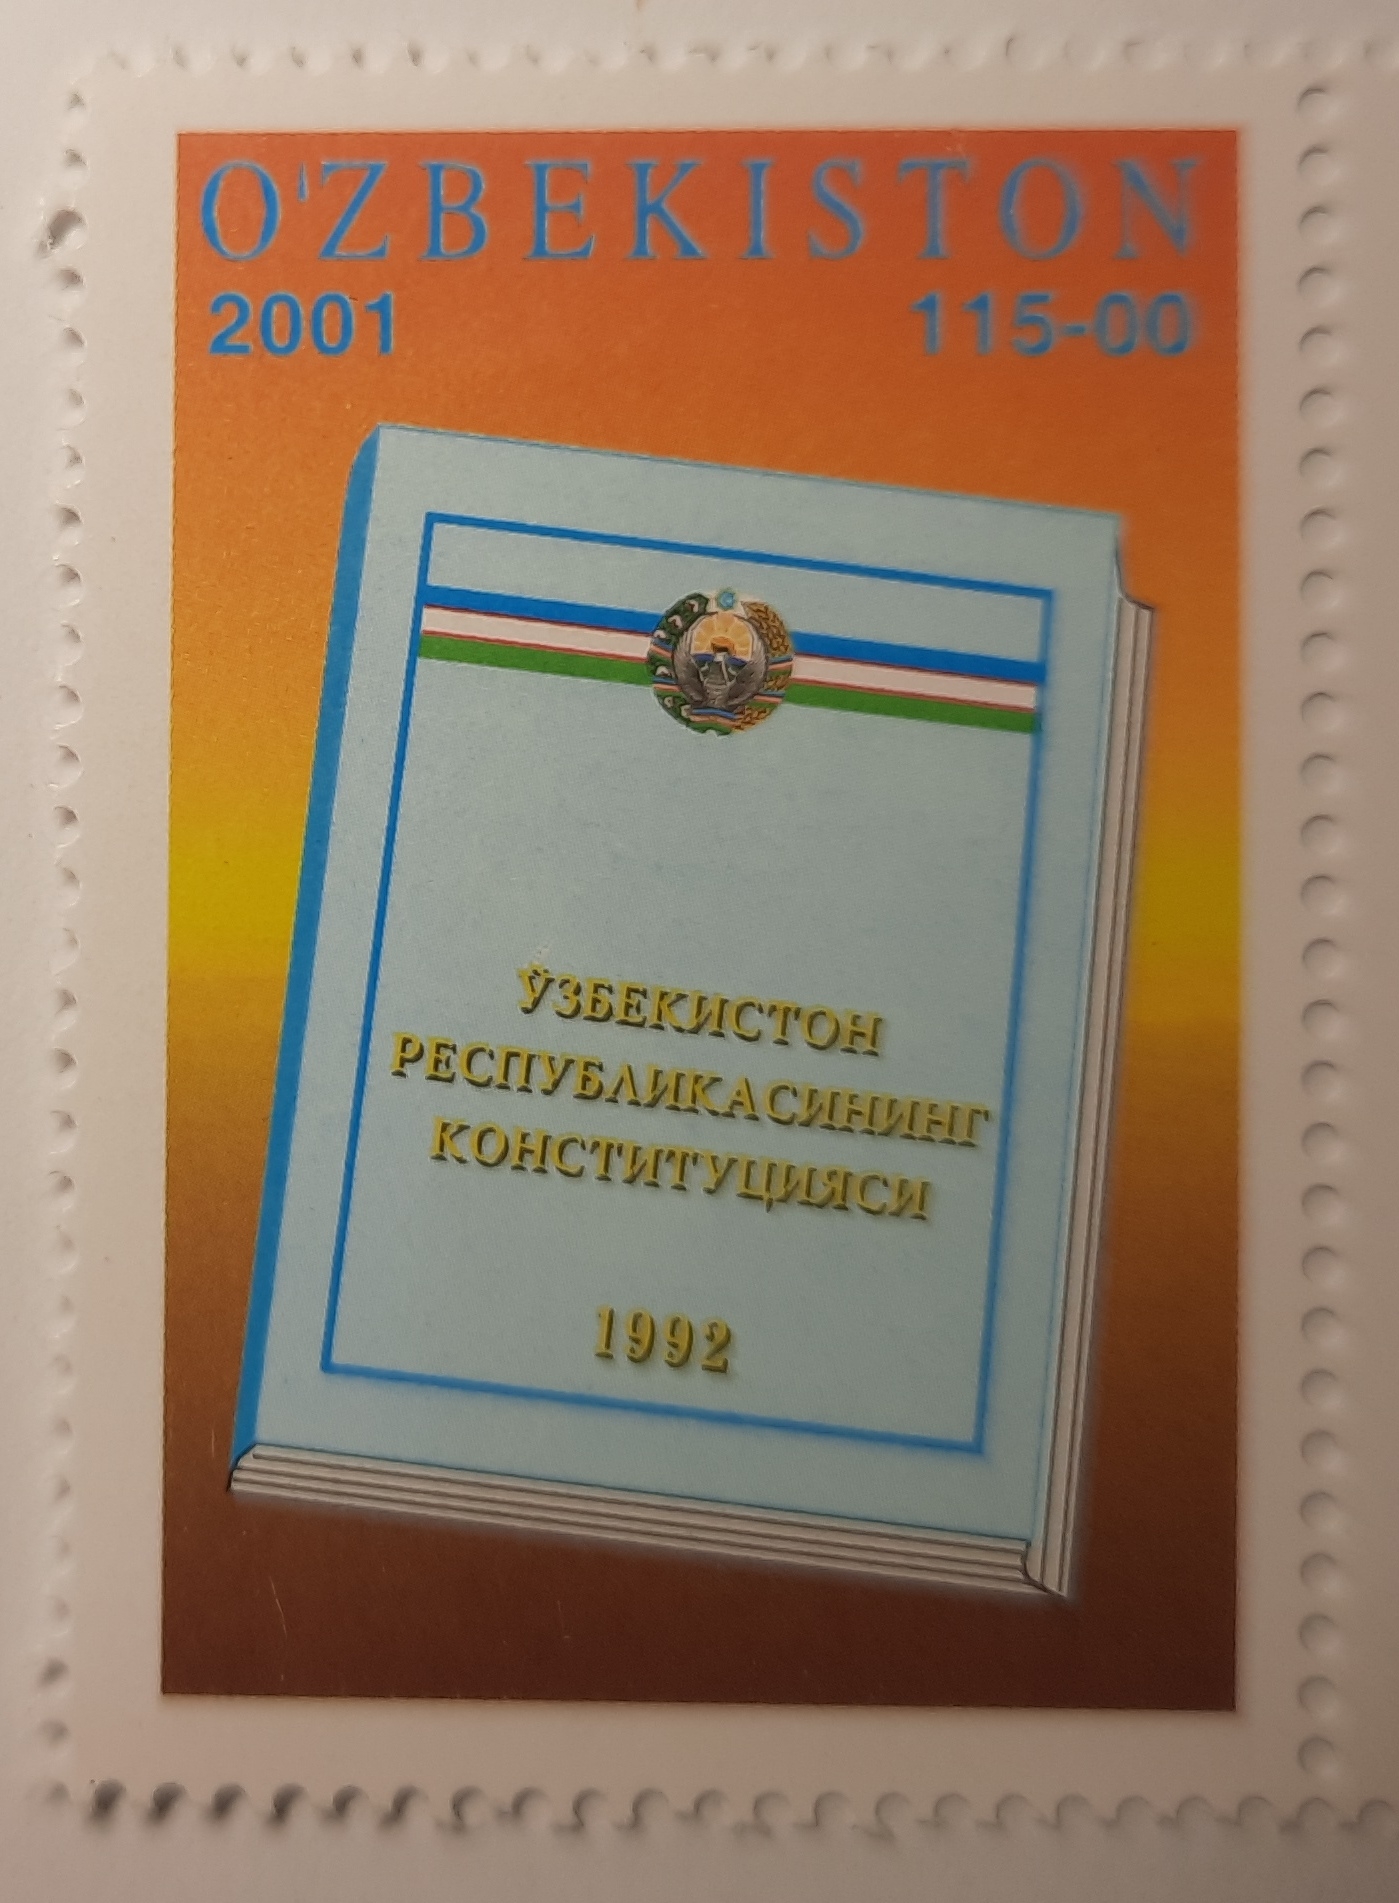 O'ZBEKISTON
2001 115-00
ЎЗБЕКИСТОН
РЕСПУБЛИКАСИНИНГ
КОНСТИТУЦИЯСИ
1992